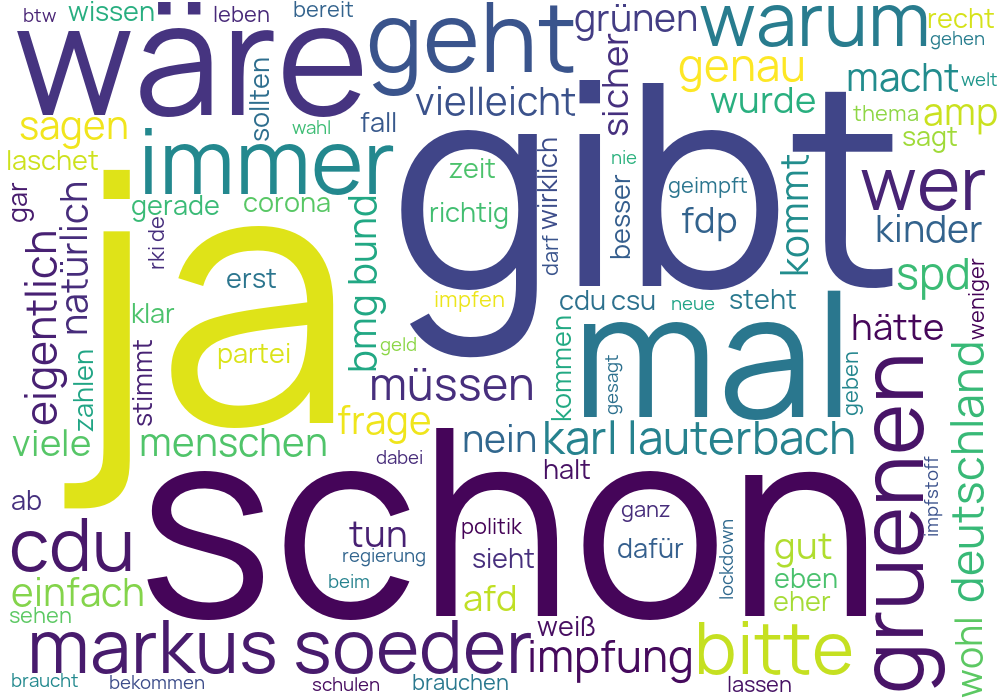 btw
wissen
leben
bereit
grünen
warum
recht
gehen
wäre
geht
sicher
genau
macht
welt
sollten
vielleicht
wurde
thema
amp
sagen
wahl
fall
sagt
laschet
immer
gibt
zeit
wirklich
nie
geimpft
kommt
wer
gar
natürlich
gerade
corona
richtig
besser
fdp
kinder
ja
rki de
bmg bund
darf
spd
weniger
eigentlich
erst
impfen
cdu csu
neue
steht
klar
hätte
zahlen
stimmt
partei
geld
müssen
kommen
gesagt
mal
geben
gruenen
deutschland
viele
menschen
frage
nein
karl lauterbach
dabei
halt
impfstoff
ab
schon
cdu
tun
politik
ganz
regierung
sieht
dafür
lockdown
gut
einfach
beim
afd
eben
eher
sehen
wohl
markus soeder
weiß
impfung
bitte
braucht
bekommen
schulen
brauchen
lassen